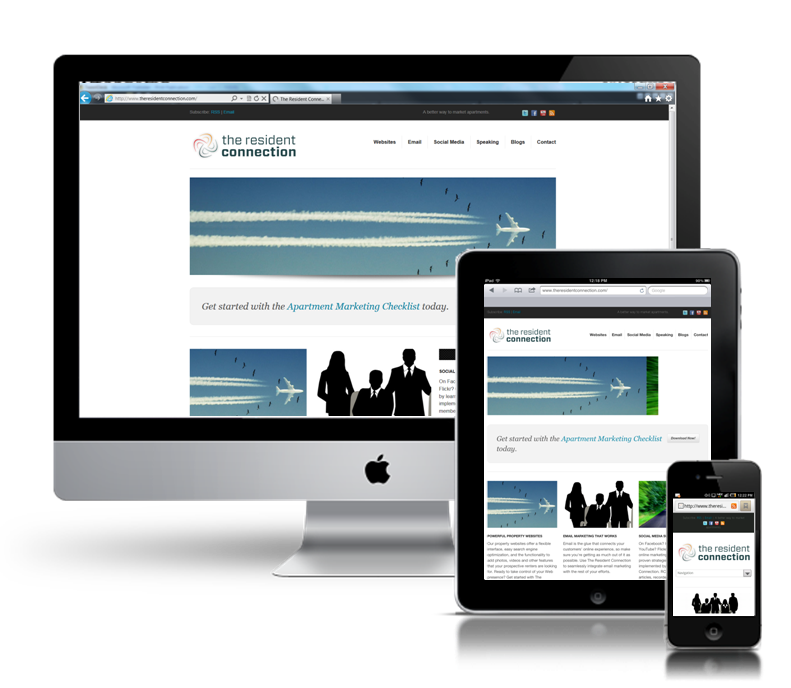 http://www.theresidentconnection.com/
The Resident Conne...
Subscribe: RSS | Email
A better way to market apartments.
the resident
connection
Websites Email Social Media Speaking Blogs Contact
Get started with the Apartment Marketing Checklist today.
SOCIAL
On Fac
Flickr?
by learn
implem
membe
iPad
12:16 PM
www.theresidentconnection.com/
Google
the resident
connection
Websites Email Social Media Speaking Blogs Contact
Get started with the Apartment Marketing Checklist
today.
Download Now!
POWERFUL PROPERTY WEBSITES
Our property websites offer a flexible
interface, easy search engine
optimization, and the functionality to
add photos, videos and other features
that your prospective renters are looking
for. Ready to take control of your Web
presence? Get started with The
EMAIL MARKETING THAT WORKS
Email is the glue that connects your
customers' online experience, so make
sure you're getting as much out of it as
possible. Use The Resident Connection
to seamlessly integrate email marketing
with the rest of your efforts.
SOCIAL MEDIA S
On Facebook?
YouTube? Flickr
online marketing
proven strategies
implemented by
Connection. RC
articles, recorde
12:22 PM
http://www.theresi...
the resident
connection
Navigation